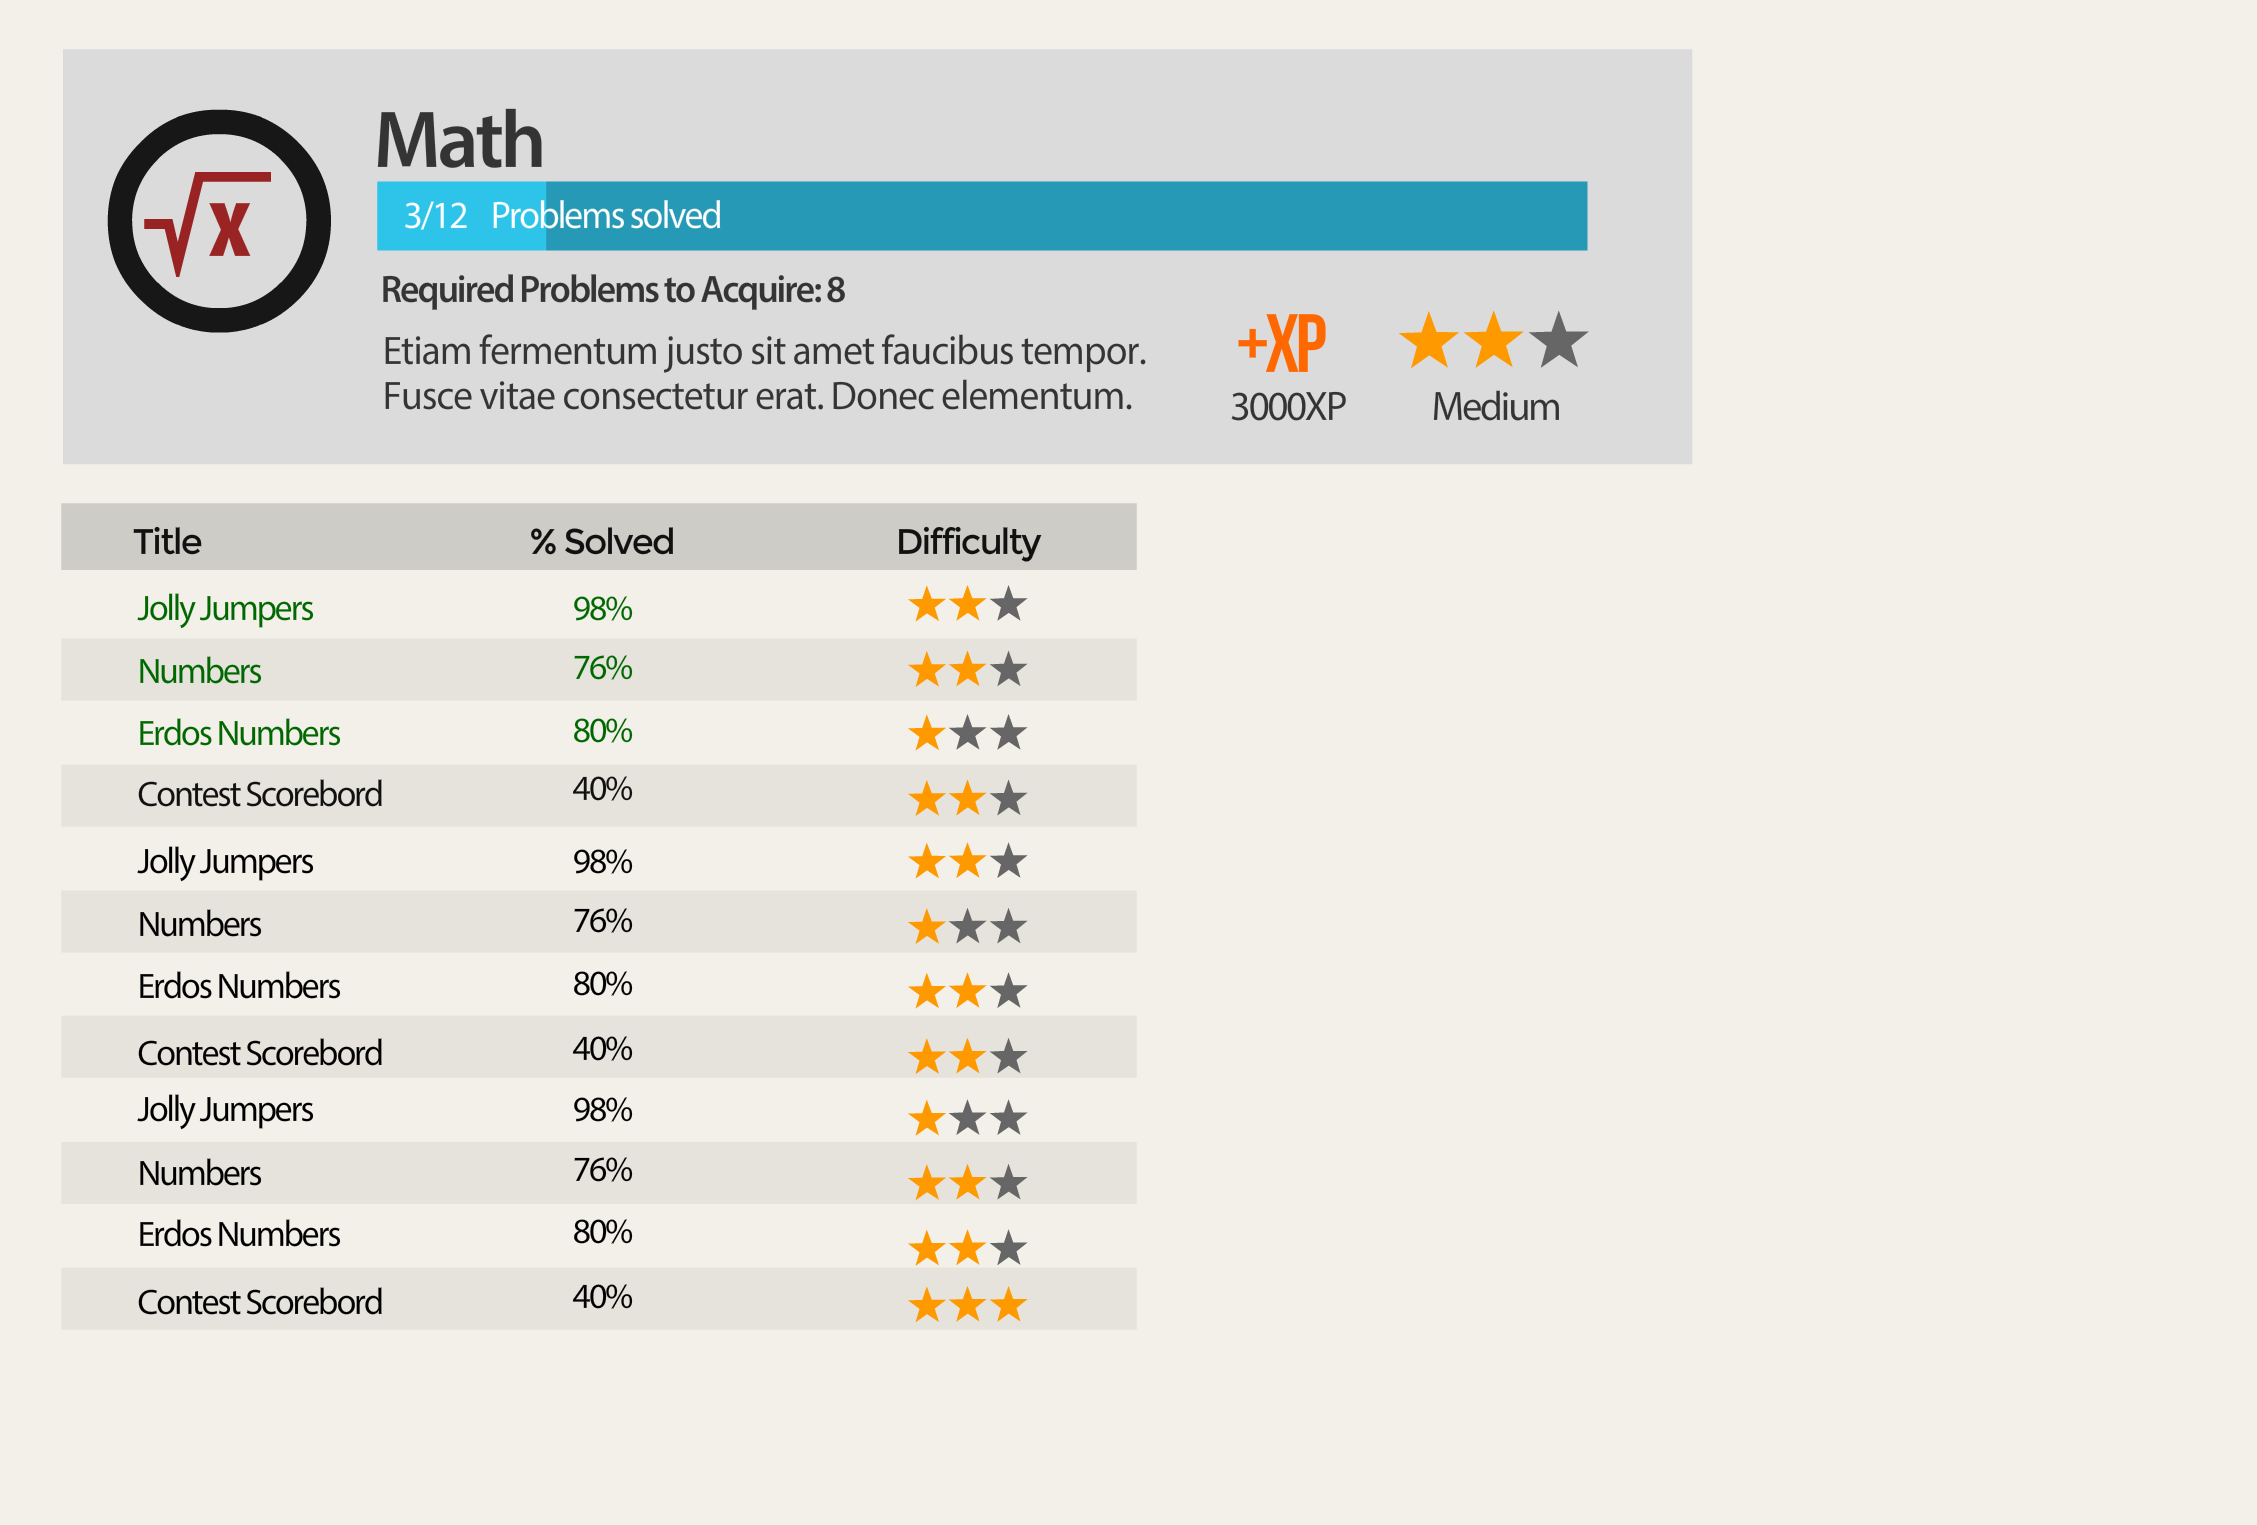 √x
Math
3/12 Problems solved
Required Problems to Acquire: 8
Etiam fermentum justo sit amet faucibus tempor.
Fusce vitae consectetur erat. Donec elementum.
+XP
3000XP
Medium
Title % Solved Difficulty
Jolly Jumpers 98%
Numbers 76%
Erdos Numbers 80%
Contest Scorebord 40%
Jolly Jumpers 98%
Numbers 76%
Erdos Numbers 80%
Contest Scorebord 40%
Jolly Jumpers 98%
Numbers 76%
Erdos Numbers 80%
Contest Scorebord 40%